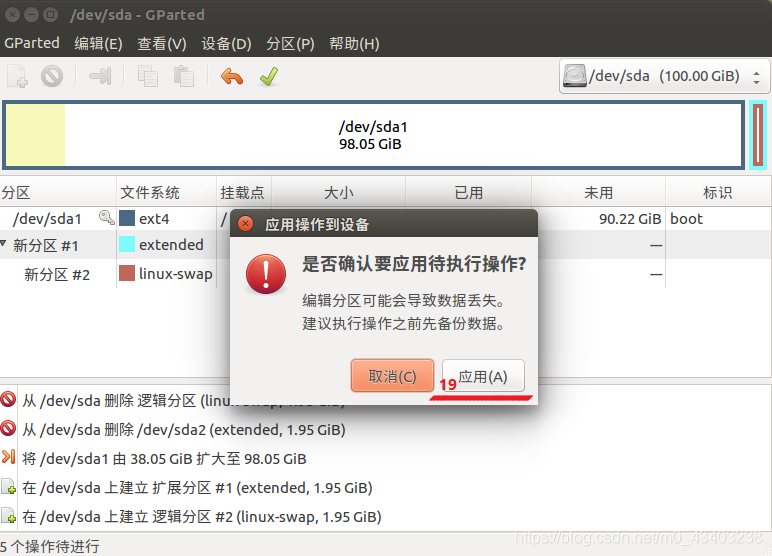 /dev/sda - GParted
GParted 编辑(E) 查看(V) 设备(D) 分区(P) 帮助(H)
/dev/sda (100.00 GiB)
/dev/sda1
98.05 GiB
分区 文件系统 挂载点 大小 已用 未用 标识
/dev/sda1 ext4 / 90.22 GiB boot
新分区 #1 extended ---
新分区 #2 linux-swap ---
应用操作到设备
是否确认要应用待执行操作?
编辑分区可能会导致数据丢失。
建议执行操作之前先备份数据。
取消(C) 19 应用(A)
从 /dev/sda 删除 逻辑分区
从 /dev/sda 删除 /dev/sda2 (extended, 1.95 GiB)
将 /dev/sda1 由 38.05 GiB 扩大至 98.05 GiB
在 /dev/sda 上建立 扩展分区 #1 (extended, 1.95 GiB)
在 /dev/sda 上建立 逻辑分区 #2 (linux-swap, 1.95 GiB)
5 个操作待进行
https://blog.csdn.net/m0_43403238